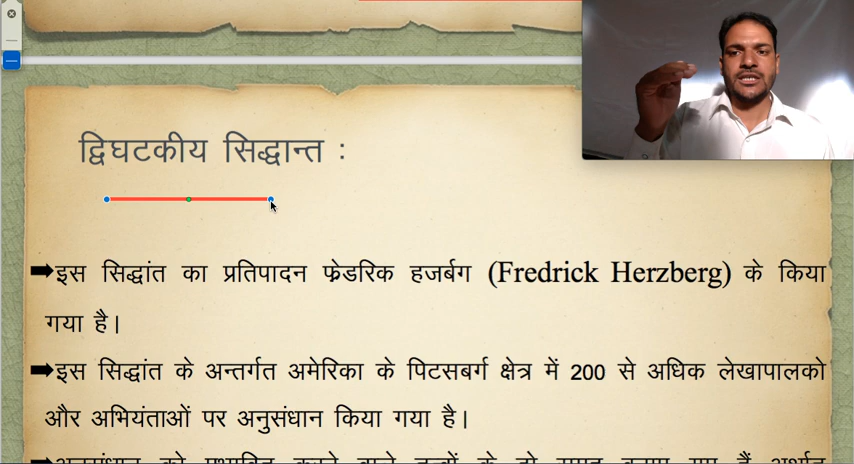 द्विघटकीय सिद्धान्त :
➡इस सिद्धांत का प्रतिपादन फ्रेडरिक हजर्बग (Fredrick Herzberg) के किया
गया है।
➡इस सिद्धांत के अन्तर्गत अमेरिका के पिटसबर्ग क्षेत्र में 200 से अधिक लेखापालको
और अभियंताओं पर अनुसंधान किया गया है।